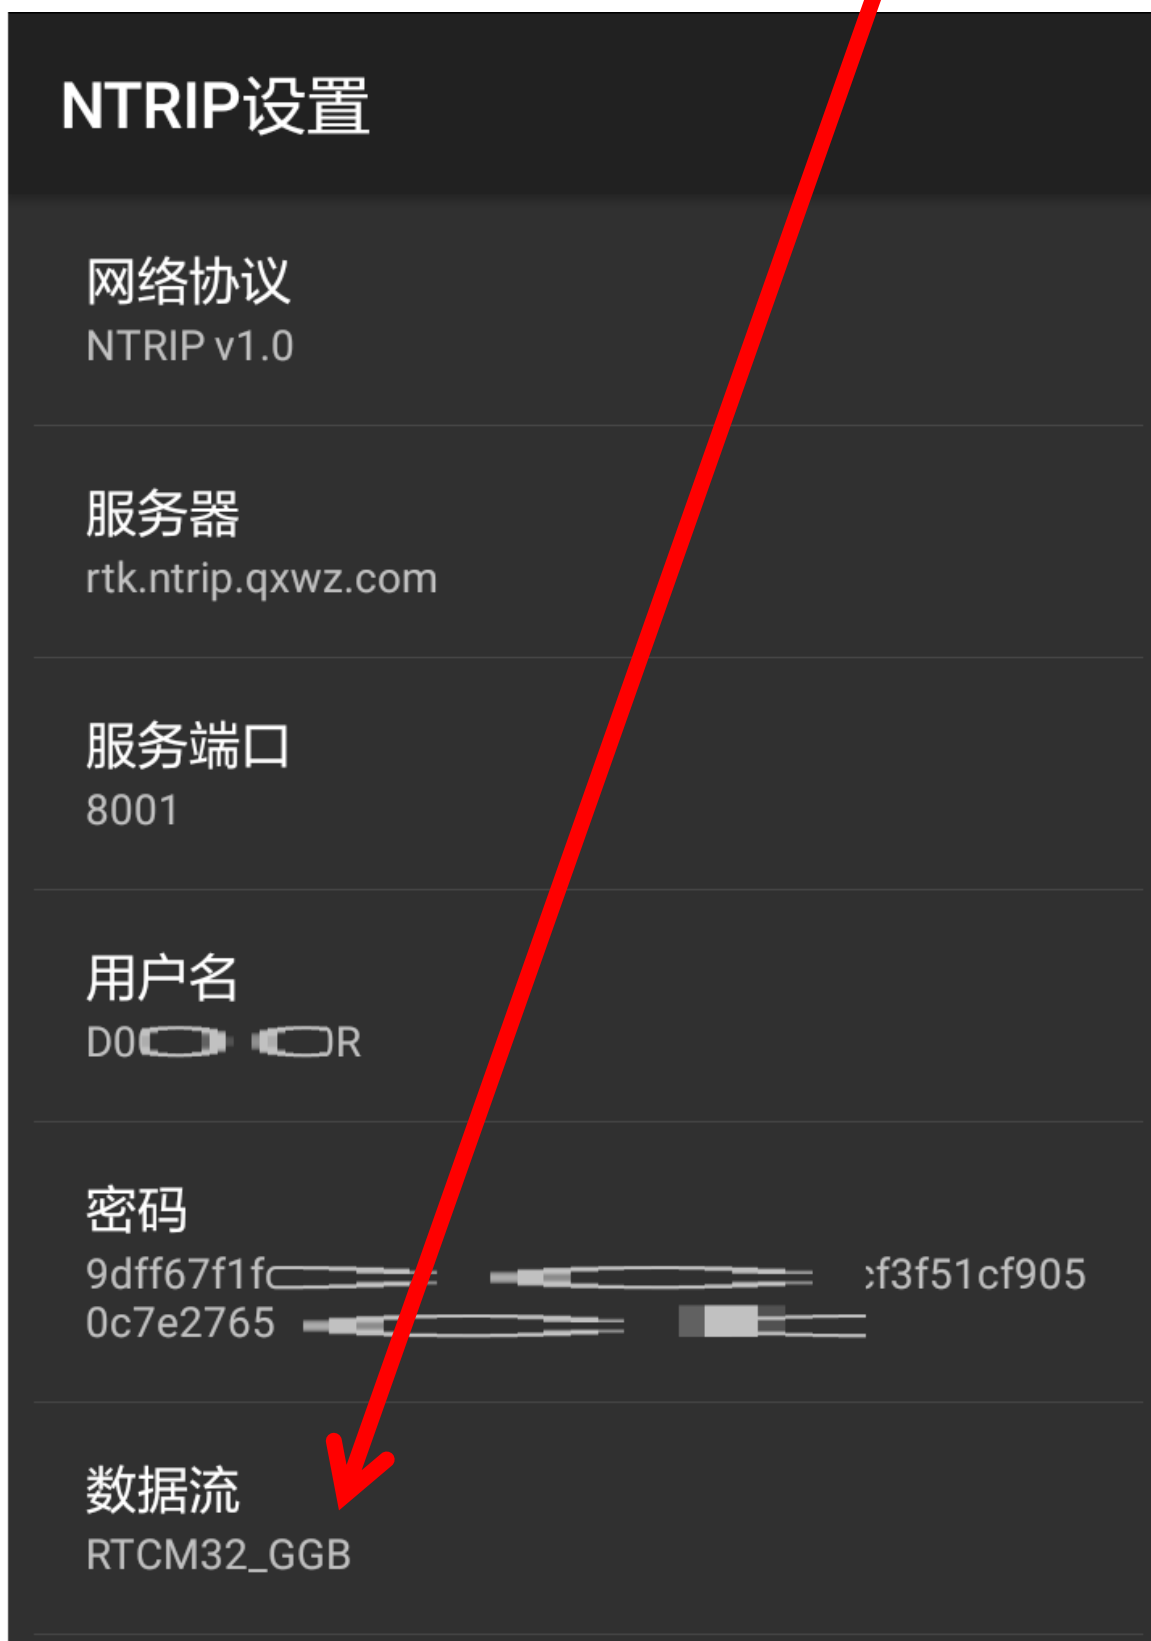 NTRIP设置
网络协议
NTRIP v1.0
服务器
rtk.ntrip.qxwz.com
服务端口
8001
用户名
D0 R
密码
9dff67f1f f3f51cf905
0c7e2765
数据流
RTCM32_GGB